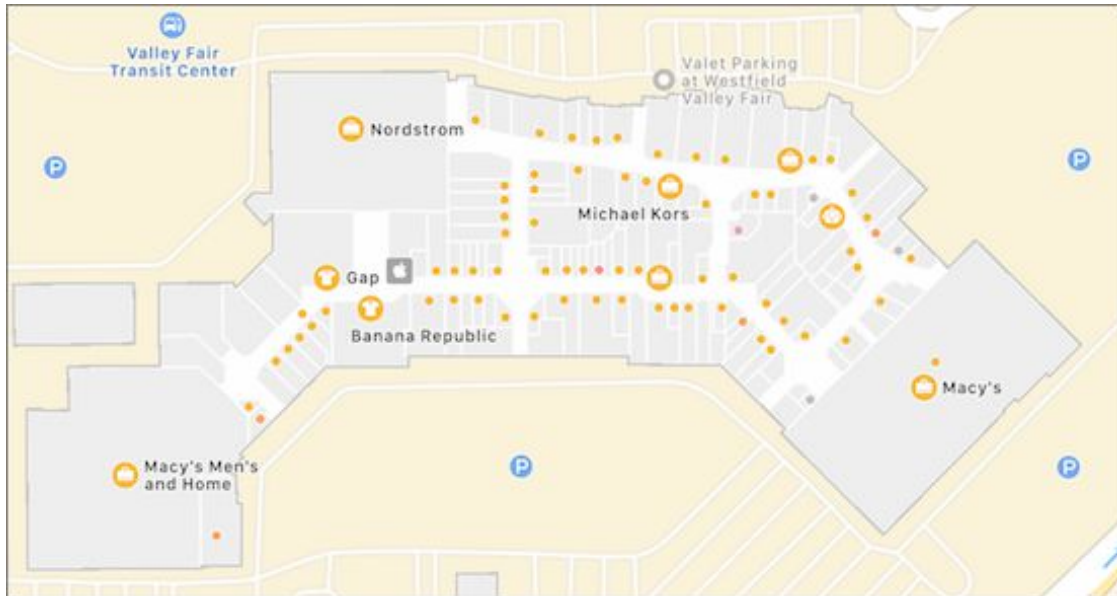 Valley Fair
Transit Center
Valet Parking
at Westfield
Valley Fair
Nordstrom
P
P
Michael Kors
Gap
Banana Republic
Macy's
Macy's Men's
and Home
P
P